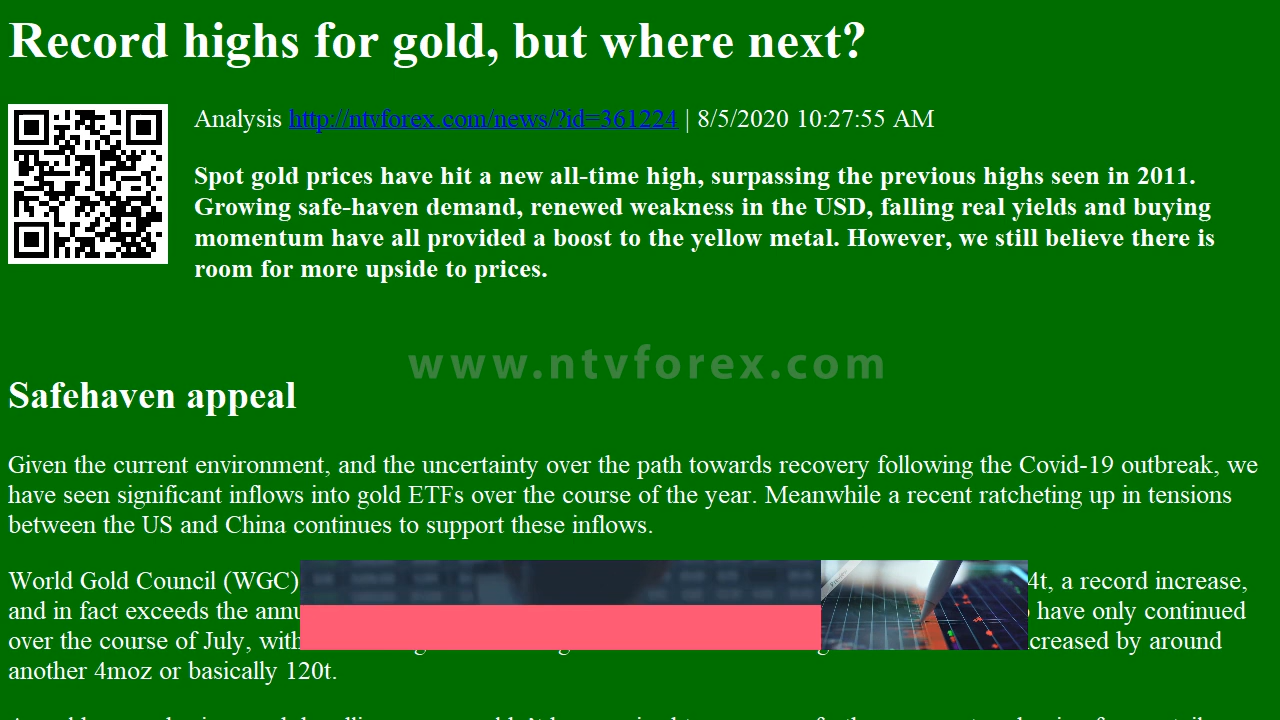 Record highs for gold, but where next?
Analysis http://ntvforex.com/news/?id=361224 | 8/5/2020 10:27:55 AM
Spot gold prices have hit a new all-time high, surpassing the previous highs seen in 2011.
Growing safe-haven demand, renewed weakness in the USD, falling real yields and buying
momentum have all provided a boost to the yellow metal. However, we still believe there is
room for more upside to prices.
www.ntvforex.com
Safehaven appeal
Given the current environment, and the uncertainty over the path towards recovery following the Covid-19 outbreak, we
have seen significant inflows into gold ETFs over the course of the year. Meanwhile a recent ratcheting up in tensions
between the US and China continues to support these inflows.
World Gold Council (WGC) 4t, a record increase,
and in fact exceeds the have only continued
over the course of July, with by around
another 4moz or basically 120t.